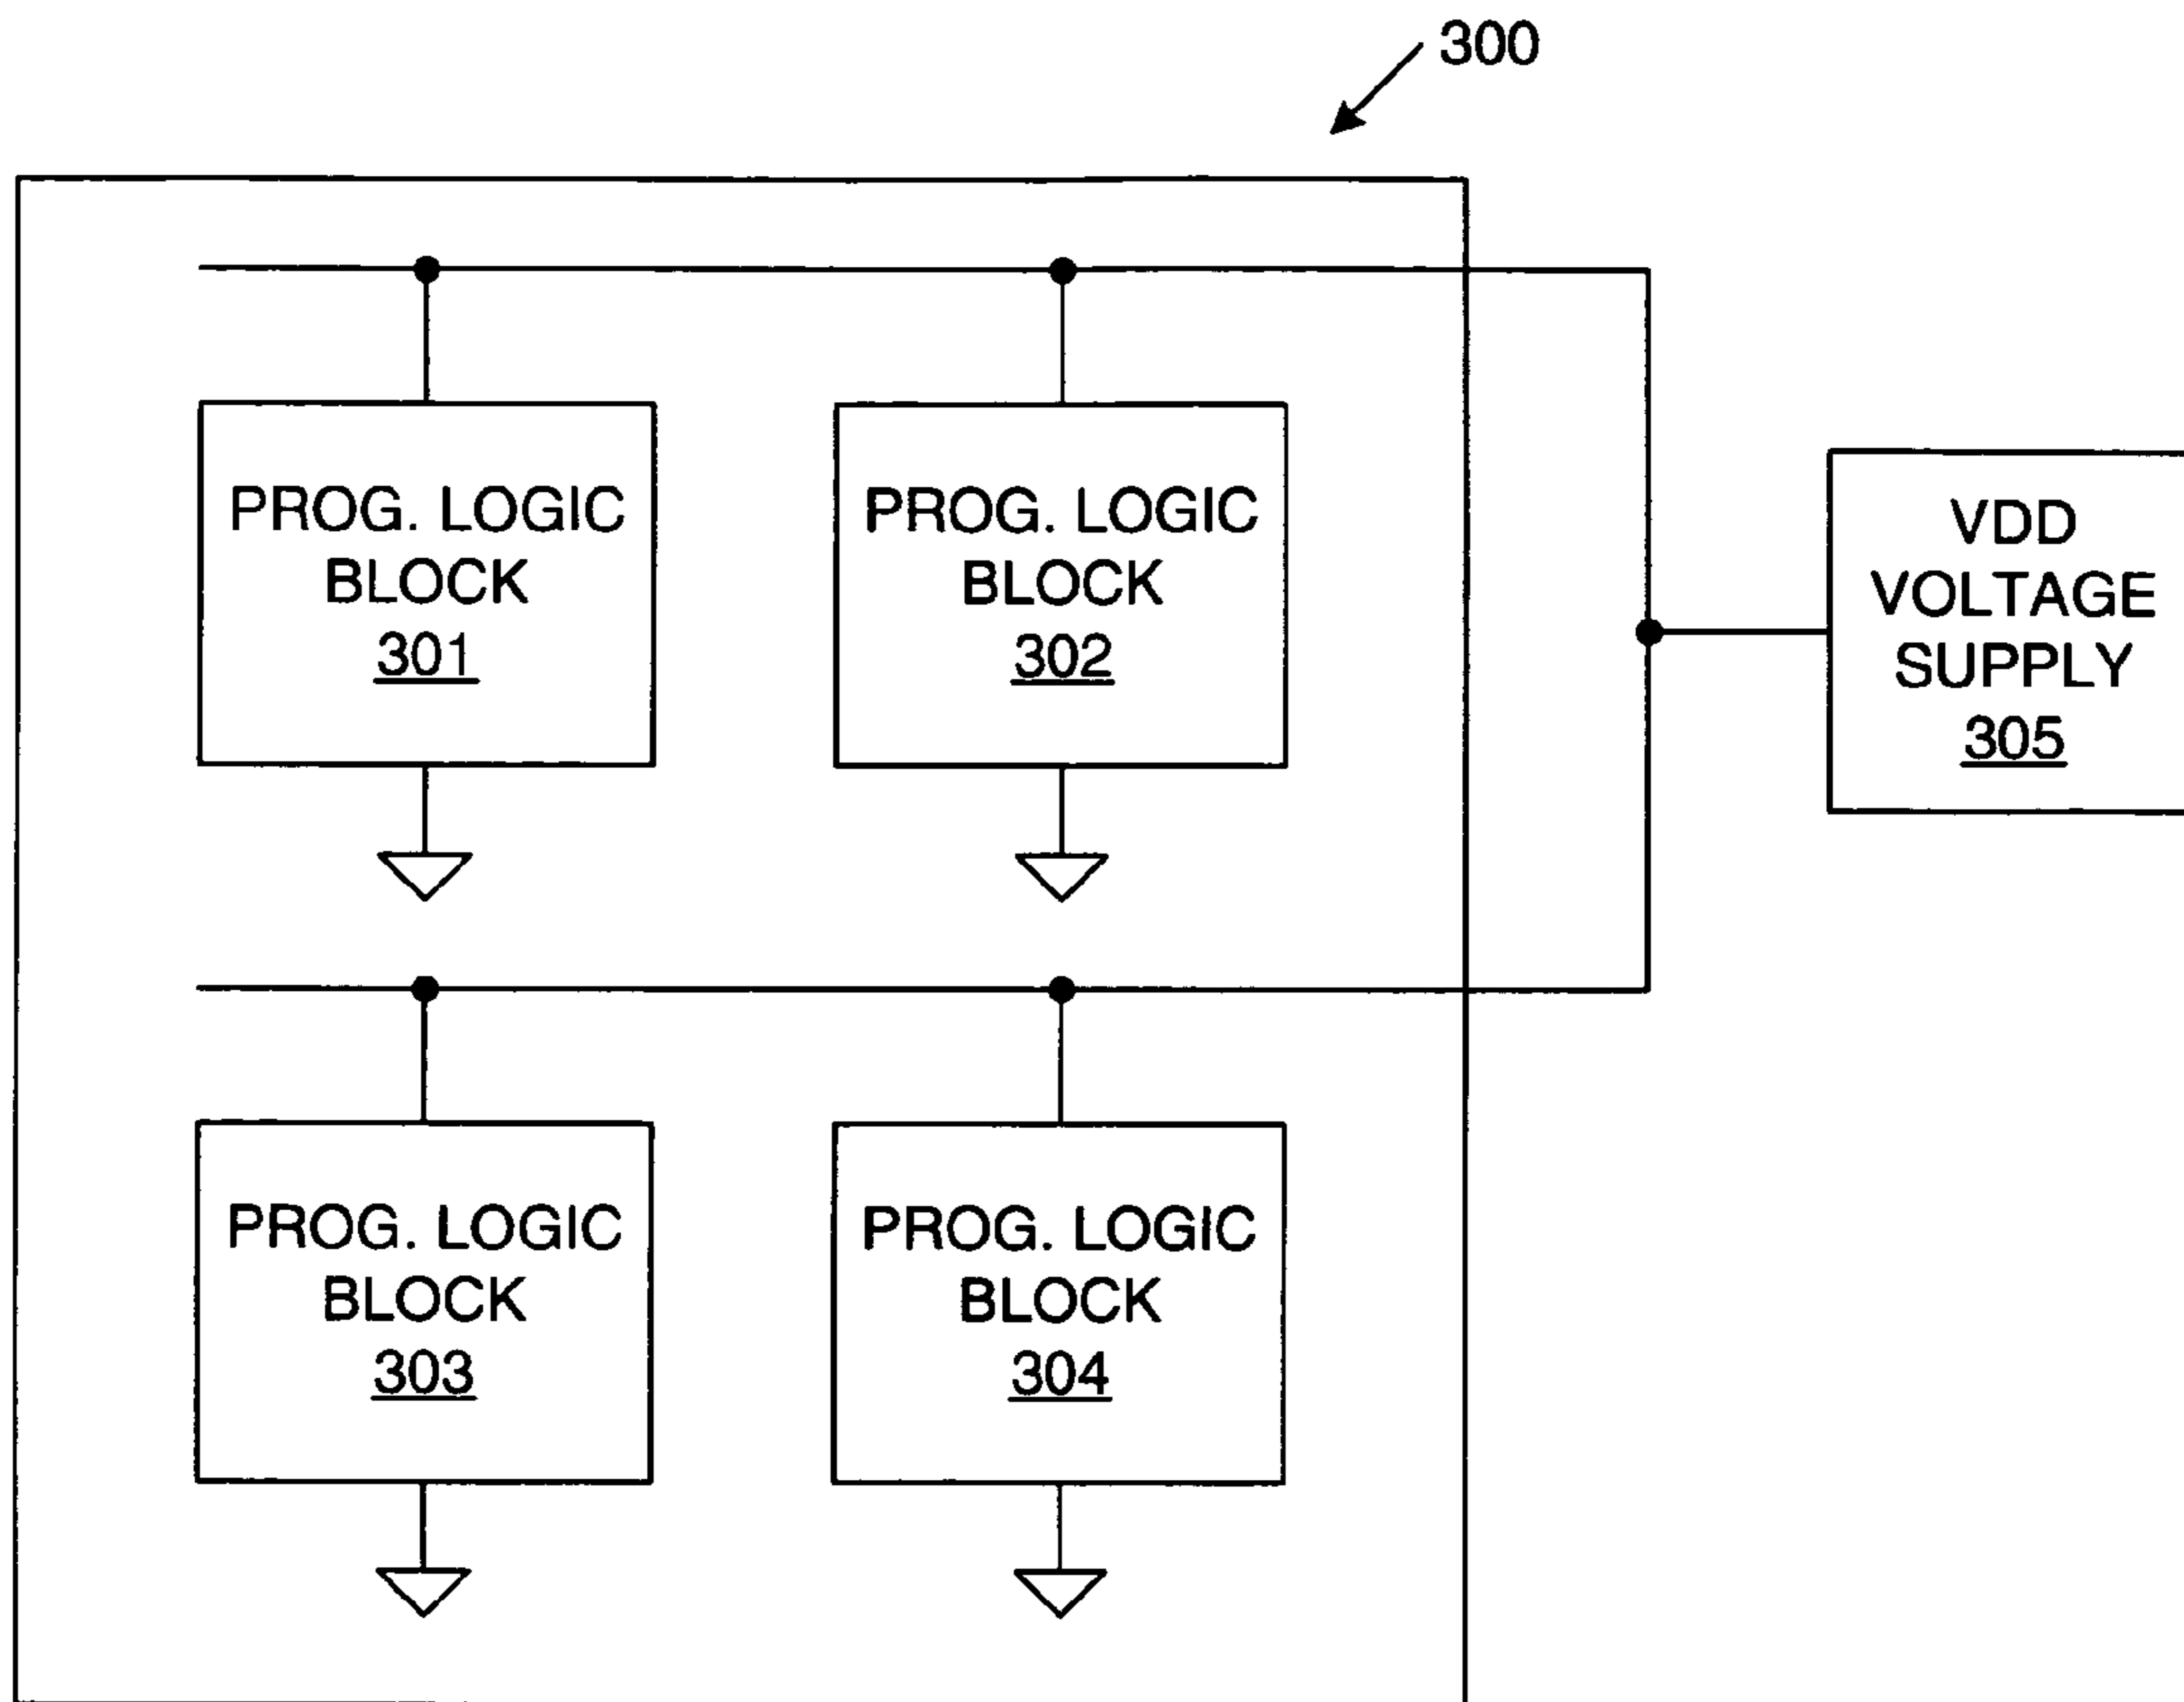 300
PROG. LOGIC
BLOCK
301
PROG. LOGIC
BLOCK
302
VDD
VOLTAGE
SUPPLY
305
PROG. LOGIC
BLOCK
303
PROG. LOGIC
BLOCK
304